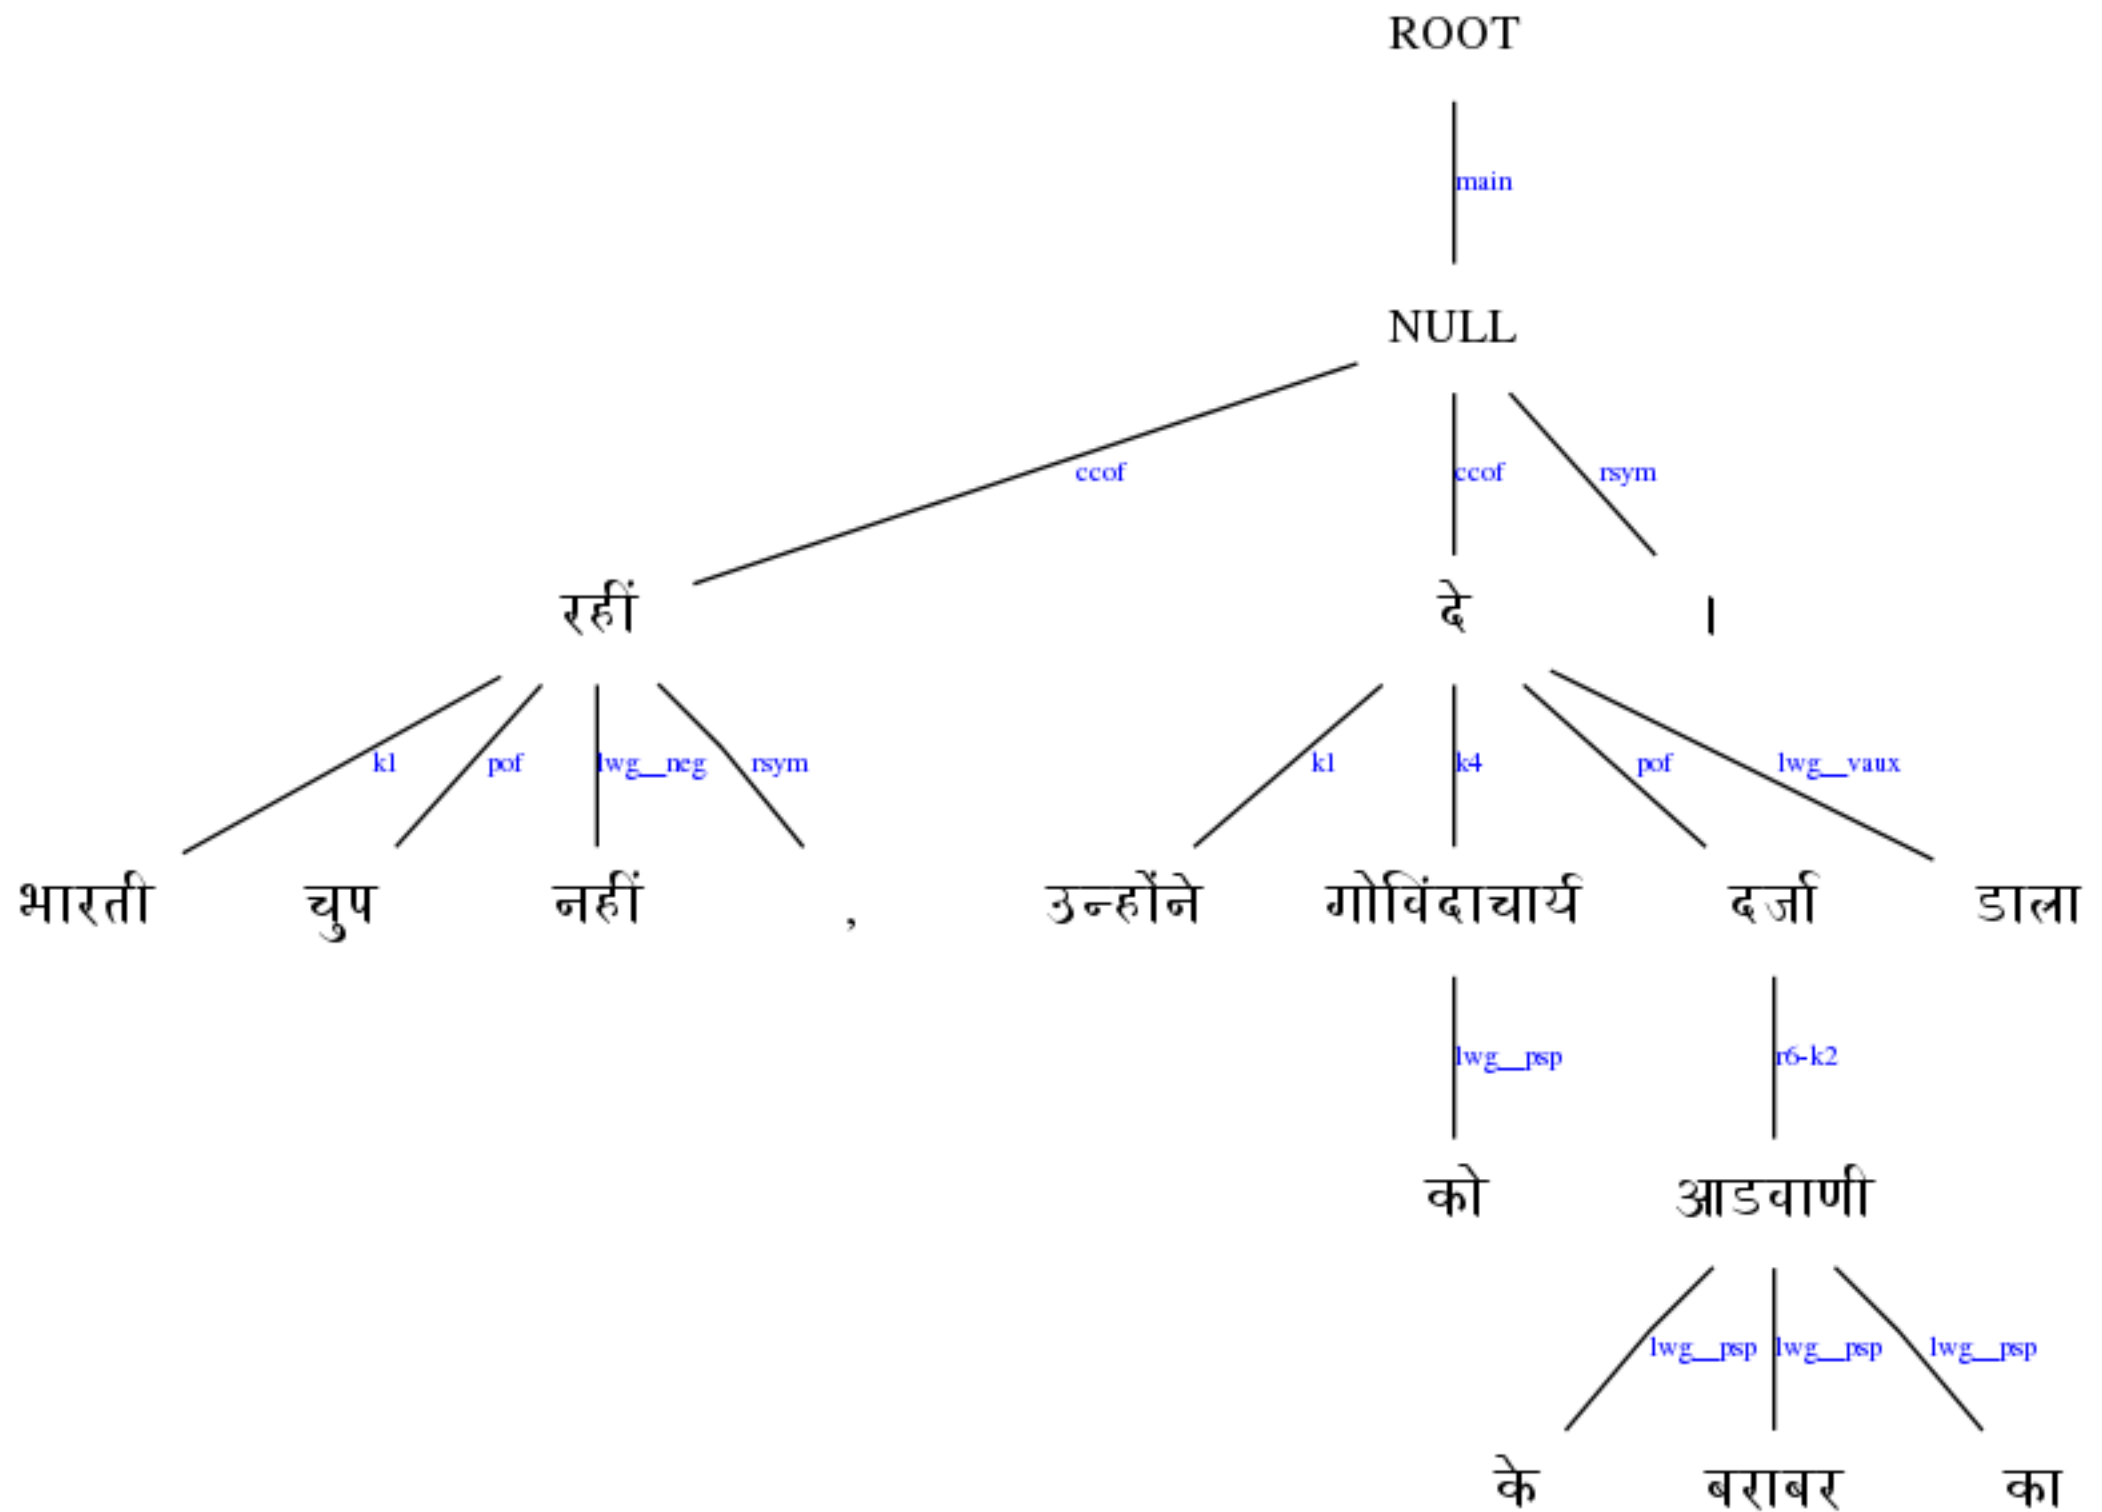 ROOT
main
NULL
ccof ccof rsym
रहीं दे ।
k1 pof lwg__neg rsym k1 k4 pof lwg__vaux
भारती चुप नहीं , उन्होंने गोविंदाचार्य दर्जा डाला
lwg__psp r6-k2
को आडवाणी
lwg__psp lwg__psp lwg__psp
के बराबर का